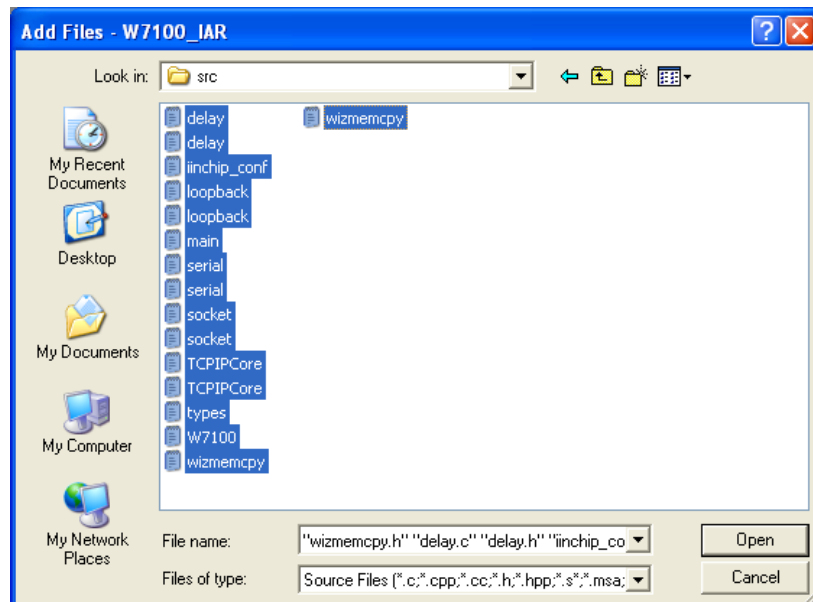 Add Files - W7100_IAR
Look in: src
My Recent
Documents
Desktop
My Documents
My Computer
My Network
Places
delay
delay
iinchip_conf
loopback
loopback
main
serial
serial
socket
socket
TCPIPCore
TCPIPCore
types
W7100
wizmemcpy
wizmemcpy
File name: "wizmemcpy.h" "delay.c" "delay.h" "iinchip_co
Open
Files of type: Source Files (*.c;*.cpp;*.cc;*.h;*.hpp;*.s*;*.msa;
Cancel